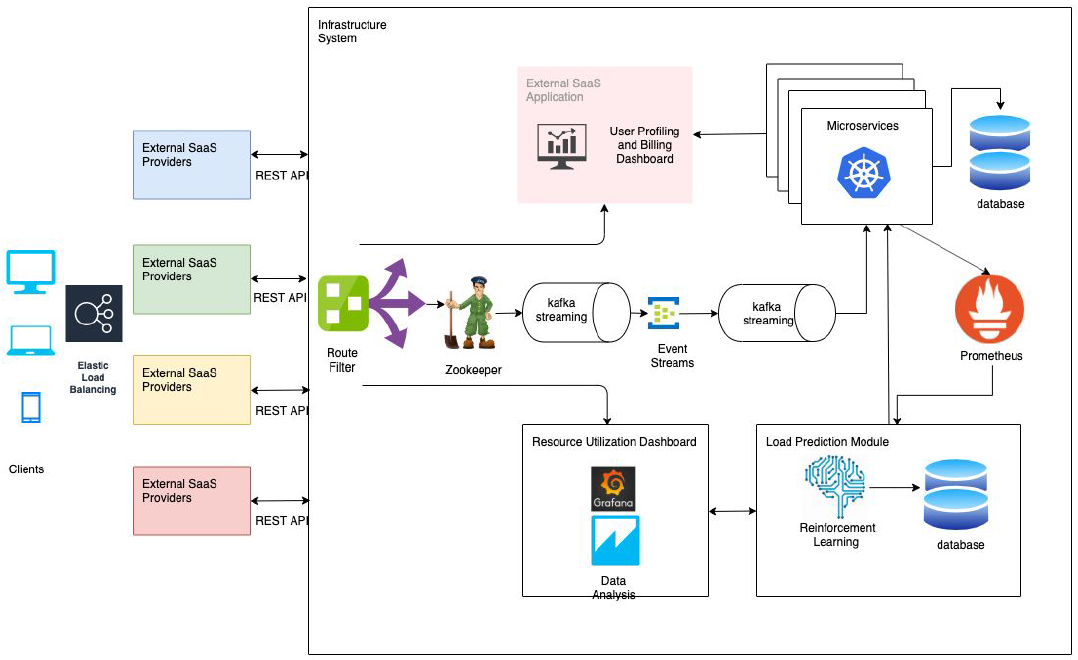 Infrastructure
System
External SaaS
Application
User Profiling
and Billing
Dashboard
Microservices
database
External SaaS
Providers
REST API
External SaaS
Providers
REST API
External SaaS
Providers
REST API
External SaaS
Providers
REST API
Elastic
Load
Balancing
Clients
Route
Filter
Zookeeper
kafka
streaming
Event
Streams
kafka
streaming
Prometheus
Resource Utilization Dashboard
Grafana
Data
Analysis
Load Prediction Module
Reinforcement
Learning
database